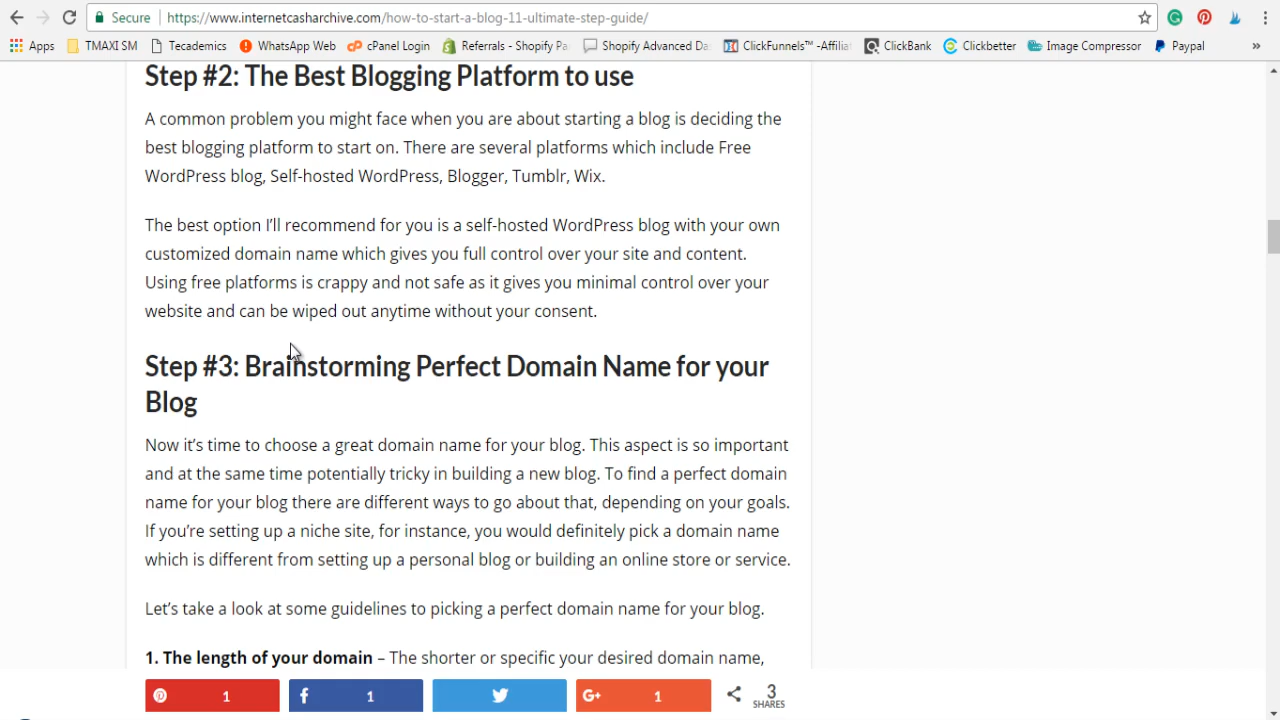 Secure
https://www.internetcasharchive.com/how-to-start-a-blog-11-ultimate-step-guide/
Apps
TMAXI SM
Tecademics
WhatsApp Web
cPanel Login
Referrals - Shopify Pa
Shopify Advanced Da
ClickFunnels™ -Affilia
ClickBank
Clickbetter
Image Compressor
Paypal
»
Step #2: The Best Blogging Platform to use
A common problem you might face when you are about starting a blog is deciding the
best blogging platform to start on. There are several platforms which include Free
WordPress blog, Self-hosted WordPress, Blogger, Tumblr, Wix.
The best option I’ll recommend for you is a self-hosted WordPress blog with your own
customized domain name which gives you full control over your site and content.
Using free platforms is crappy and not safe as it gives you minimal control over your
website and can be wiped out anytime without your consent.
Step #3: Brainstorming Perfect Domain Name for your
Blog
Now it’s time to choose a great domain name for your blog. This aspect is so important
and at the same time potentially tricky in building a new blog. To find a perfect domain
name for your blog there are different ways to go about that, depending on your goals.
If you’re setting up a niche site, for instance, you would definitely pick a domain name
which is different from setting up a personal blog or building an online store or service.
Let’s take a look at some guidelines to picking a perfect domain name for your blog.
1. The length of your domain – The shorter or specific your desired domain name,
1
1
G+ 1
3
SHARES